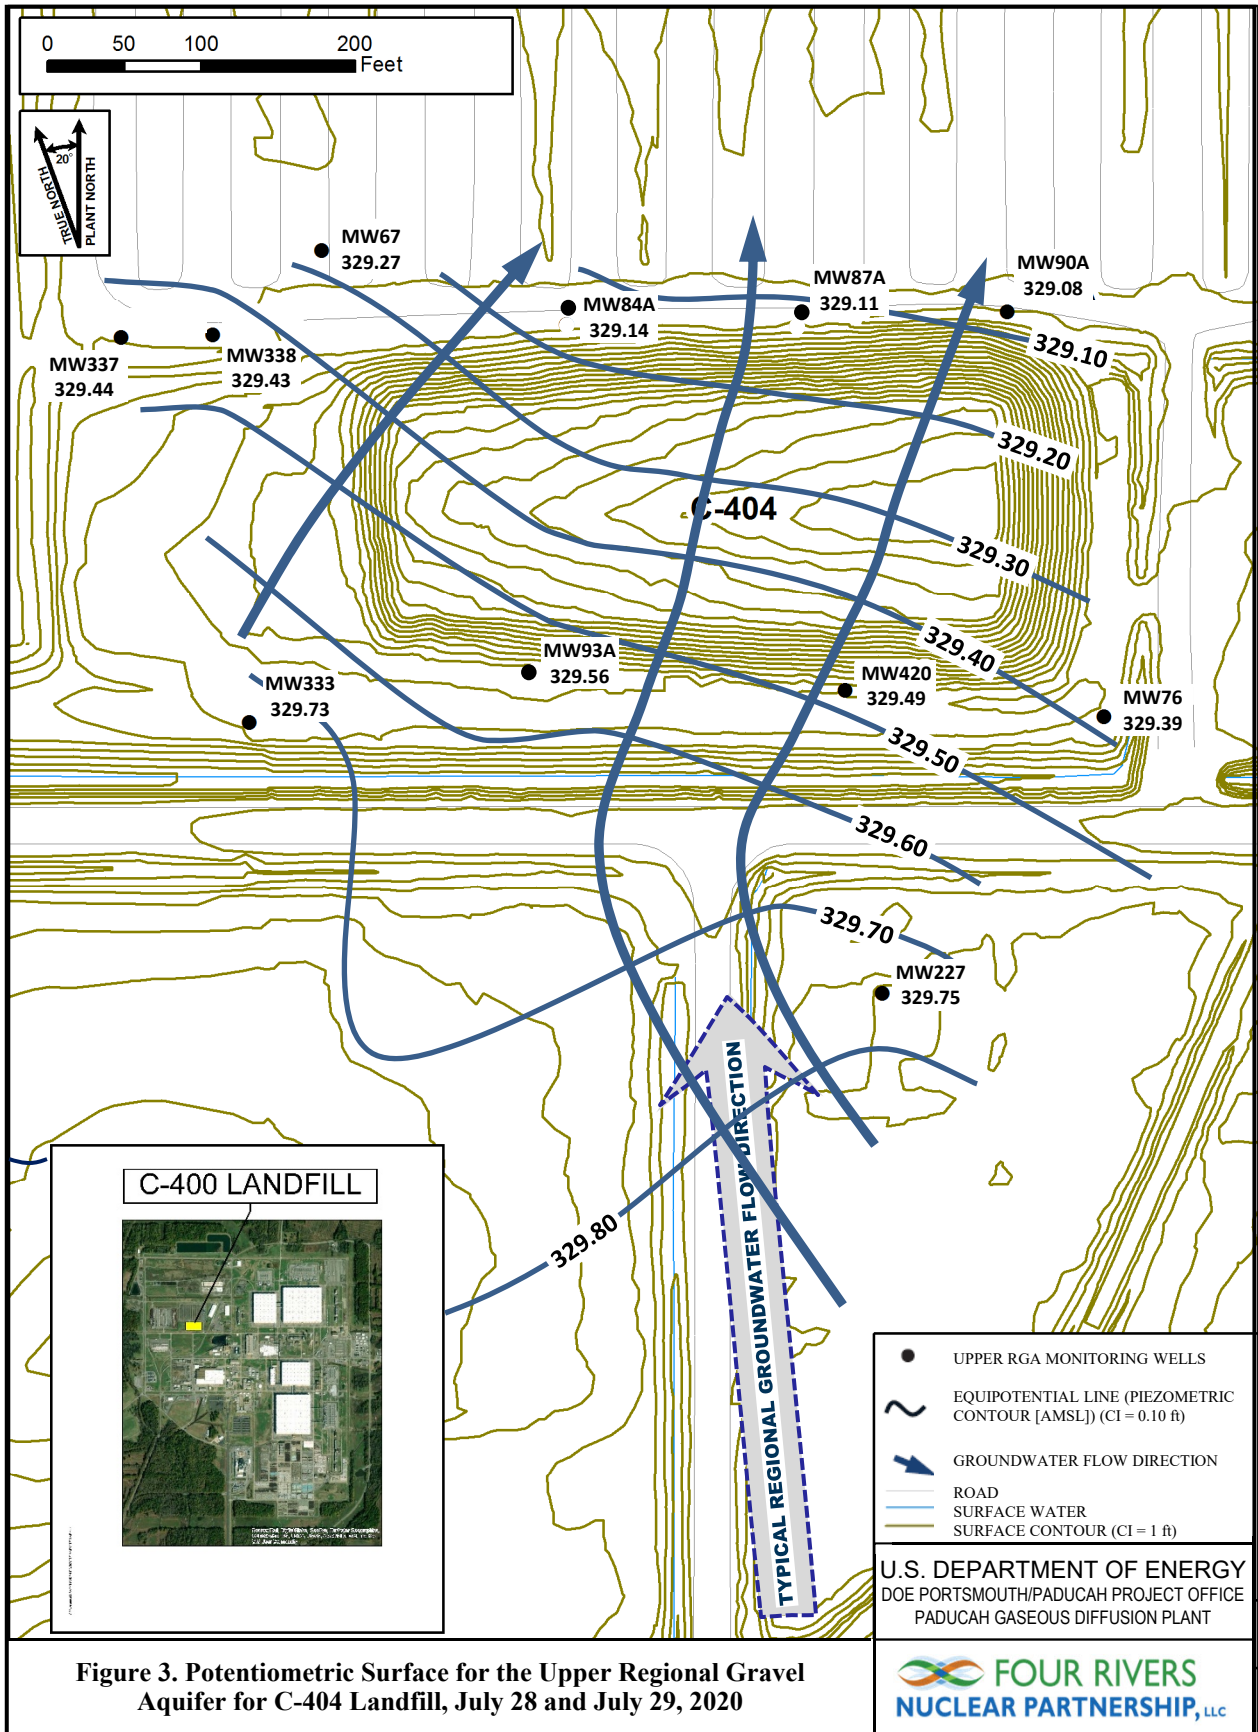 0 50 100 200
Feet
20°
TRUE NORTH
PLANT NORTH
MW67
329.27
MW84A
329.14
MW87A
329.11
MW90A
329.08
MW337
329.44
MW338
329.43
329.10
329.20
C-404
329.30
329.40
MW93A
329.56
MW420
329.49
MW333
329.73
MW76
329.39
329.50
329.60
329.70
MW227
329.75
329.80
TYPICAL REGIONAL GROUNDWATER FLOW DIRECTION
C-400 LANDFILL
UPPER RGA MONITORING WELLS
EQUIPOTENTIAL LINE (PIEZOMETRIC
CONTOUR [AMSL]) (CI = 0.10 ft)
GROUNDWATER FLOW DIRECTION
ROAD
SURFACE WATER
SURFACE CONTOUR (CI = 1 ft)
U.S. DEPARTMENT OF ENERGY
DOE PORTSMOUTH/PADUCAH PROJECT OFFICE
PADUCAH GASEOUS DIFFUSION PLANT
FOUR RIVERS
NUCLEAR PARTNERSHIP, LLC
Figure 3. Potentiometric Surface for the Upper Regional Gravel
Aquifer for C-404 Landfill, July 28 and July 29, 2020